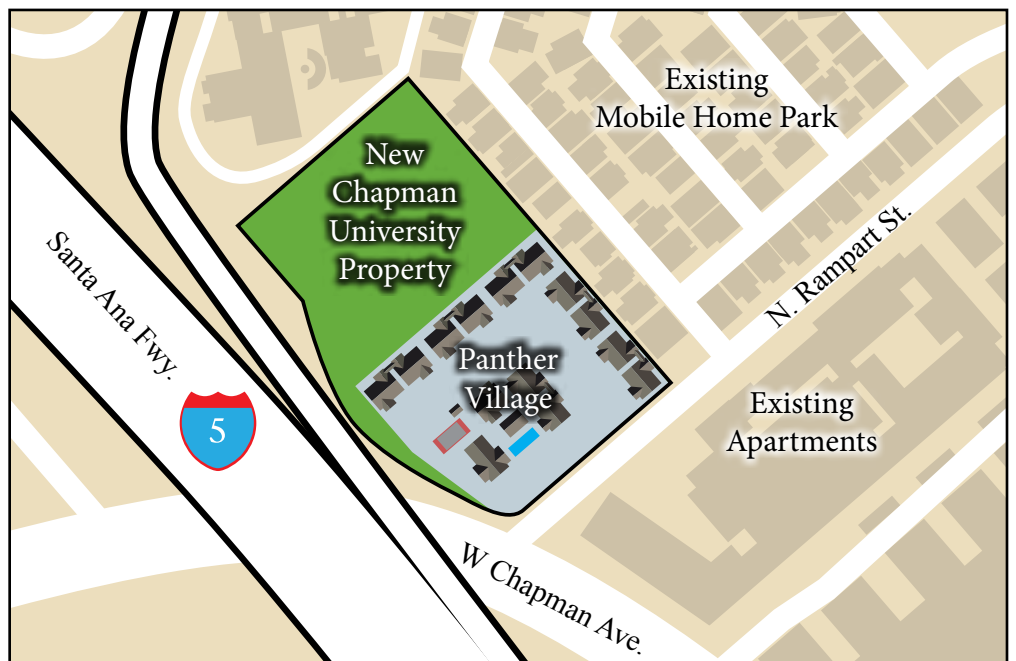 Existing
Mobile Home Park
New
Chapman
University
Property
N. Rampart St.
Santa Ana Fwy.
Panther
Village
5
Existing
Apartments
W Chapman Ave.